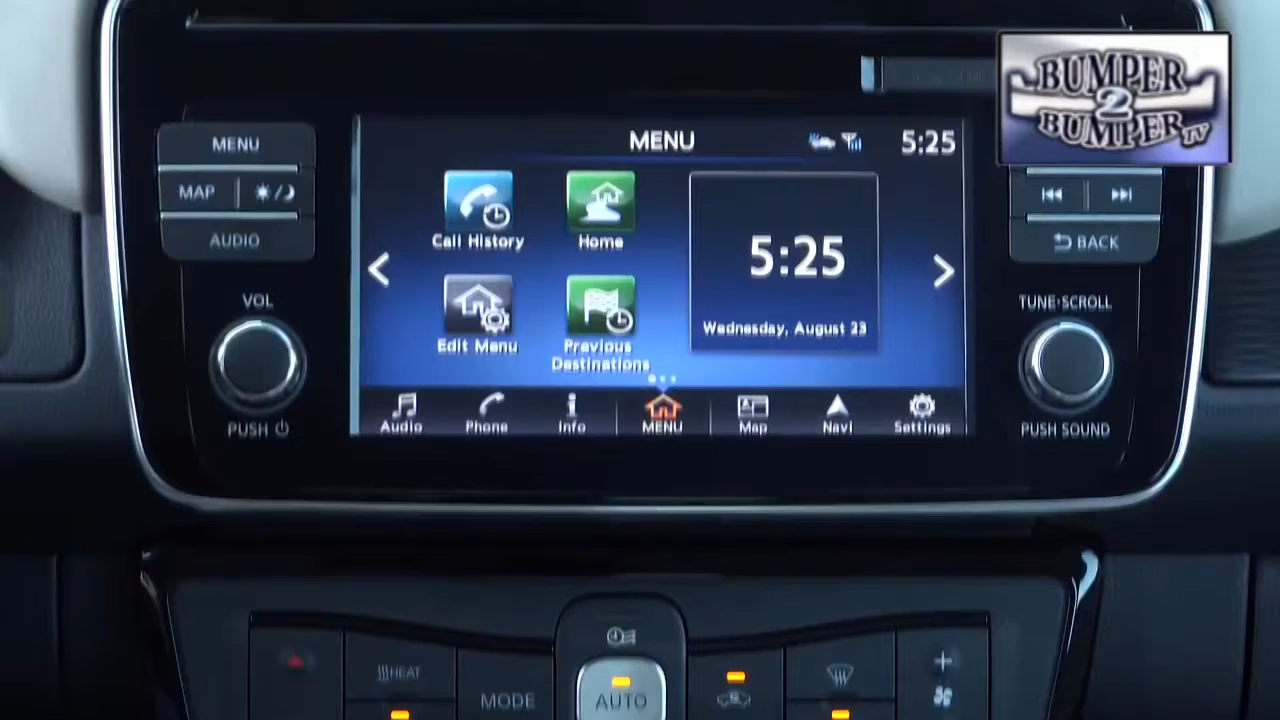 BUMPER
2
BUMPER TV
MENU
5:25
MENU
MAP
AUDIO
VOL
PUSH
Call History
Home
Edit Menu
Previous
Destinations
5:25
Wednesday, August 23
Audio
Phone
Info
MENU
Map
Navi
Settings
BACK
TUNE·SCROLL
PUSH SOUND
HEAT
MODE
AUTO